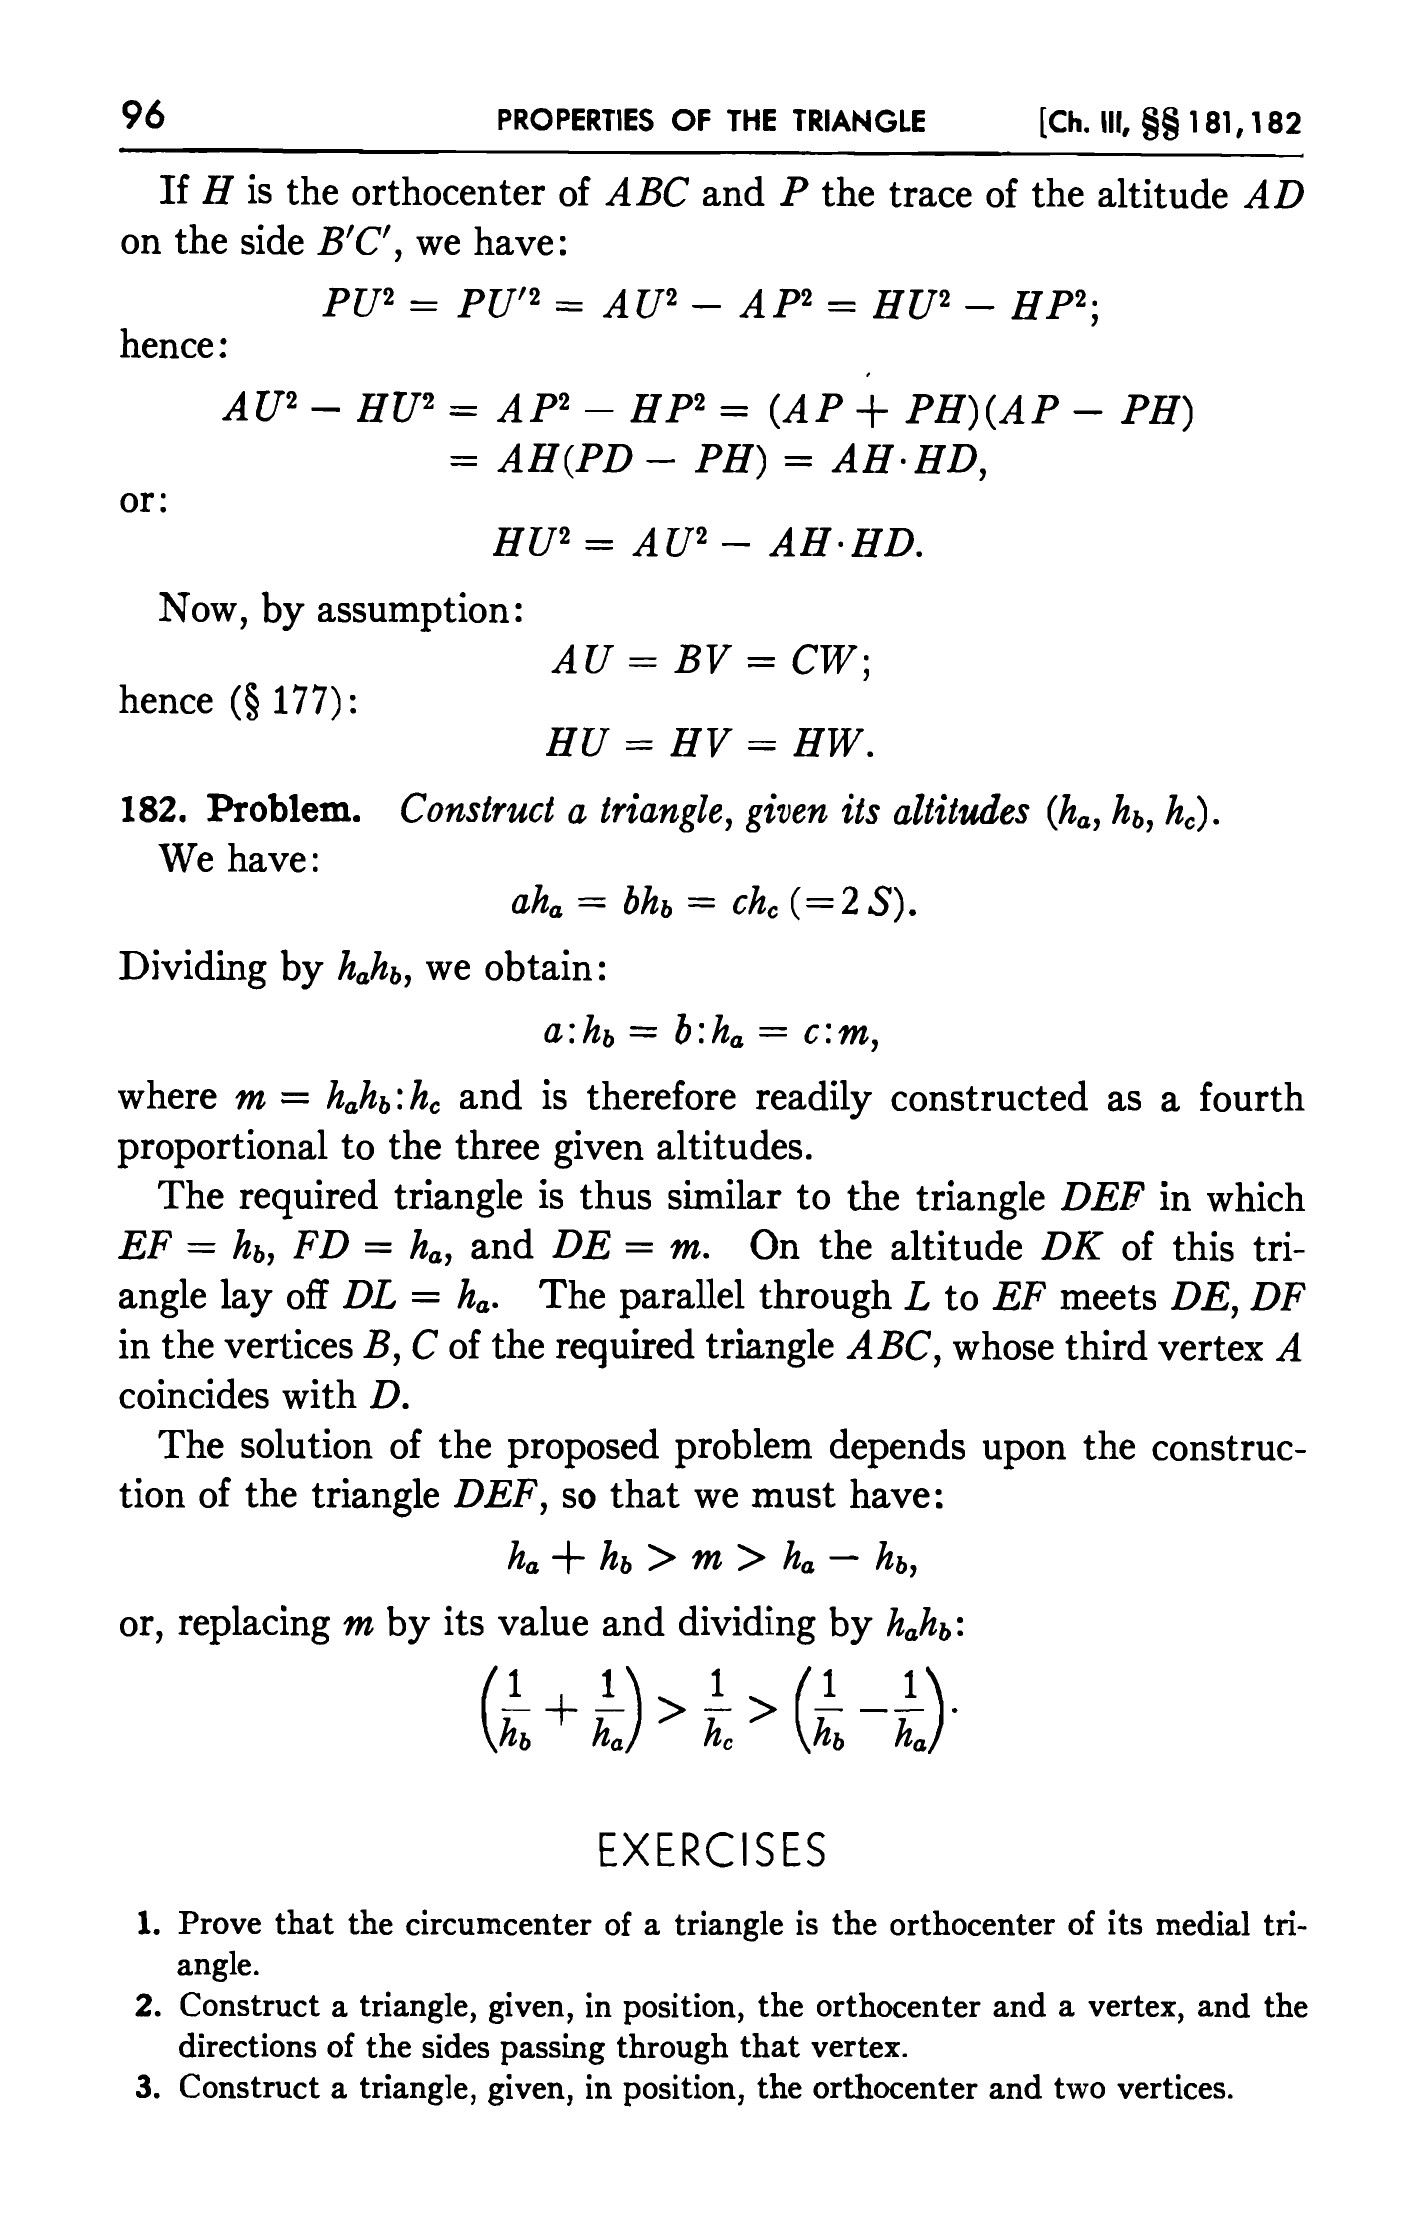 96 PROPERTIES OF THE TRIANGLE [Ch. III, §§ 181, 182
If H is the orthocenter of ABC and P the trace of the altitude AD
on the side B′C′, we have:
PU² = PU′² = AU² − AP² = HU² − HP²;
hence:
AU² − HU² = AP² − HP² = (AP + PH)(AP − PH)
= AH(PD − PH) = AH·HD,
or:
HU² = AU² − AH·HD.
Now, by assumption:
AU = BV = CW;
hence (§ 177):
HU = HV = HW.
182. Problem. Construct a triangle, given its altitudes (hₐ, h_b, h_c).
We have:
ahₐ = bh_b = ch_c (=2 S).
Dividing by hₐh_b, we obtain:
a:h_b = b:hₐ = c:m,
where m = hₐh_b:h_c and is therefore readily constructed as a fourth
proportional to the three given altitudes.
The required triangle is thus similar to the triangle DEF in which
EF = h_b, FD = hₐ, and DE = m. On the altitude DK of this tri-
angle lay off DL = hₐ. The parallel through L to EF meets DE, DF
in the vertices B, C of the required triangle ABC, whose third vertex A
coincides with D.
The solution of the proposed problem depends upon the construc-
tion of the triangle DEF, so that we must have:
hₐ + h_b > m > hₐ − h_b,
or, replacing m by its value and dividing by hₐh_b:
(1/h_b + 1/hₐ) > 1/h_c > (1/h_b − 1/hₐ).
EXERCISES
1. Prove that the circumcenter of a triangle is the orthocenter of its medial tri-
angle.
2. Construct a triangle, given, in position, the orthocenter and a vertex, and the
directions of the sides passing through that vertex.
3. Construct a triangle, given, in position, the orthocenter and two vertices.